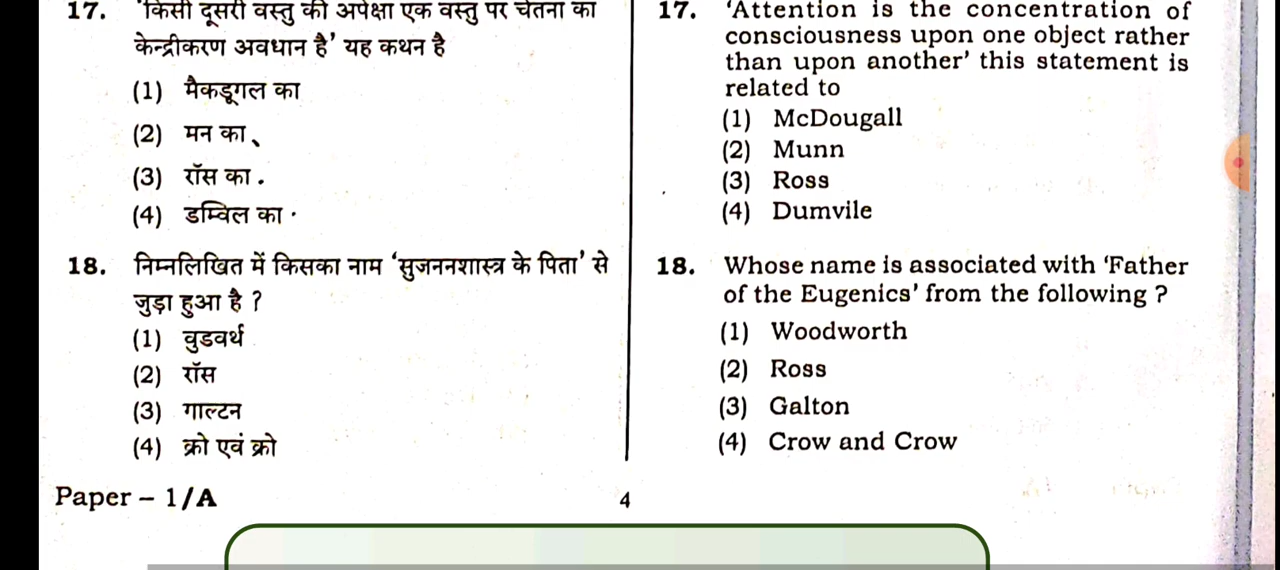 17. 'किसी दूसरी वस्तु की अपेक्षा एक वस्तु पर चेतना का
केन्द्रीकरण अवधान है' यह कथन है
(1) मैकडूगल का
(2) मन का
(3) रॉस का
(4) डम्विल का
18. निम्नलिखित में किसका नाम 'सुजननशास्त्र के पिता' से
जुड़ा हुआ है ?
(1) वुडवर्थ
(2) रॉस
(3) गाल्टन
(4) क्रो एवं क्रो
17. 'Attention is the concentration of
consciousness upon one object rather
than upon another' this statement is
related to
(1) McDougall
(2) Munn
(3) Ross
(4) Dumvile
18. Whose name is associated with 'Father
of the Eugenics' from the following ?
(1) Woodworth
(2) Ross
(3) Galton
(4) Crow and Crow
Paper – 1/A
4